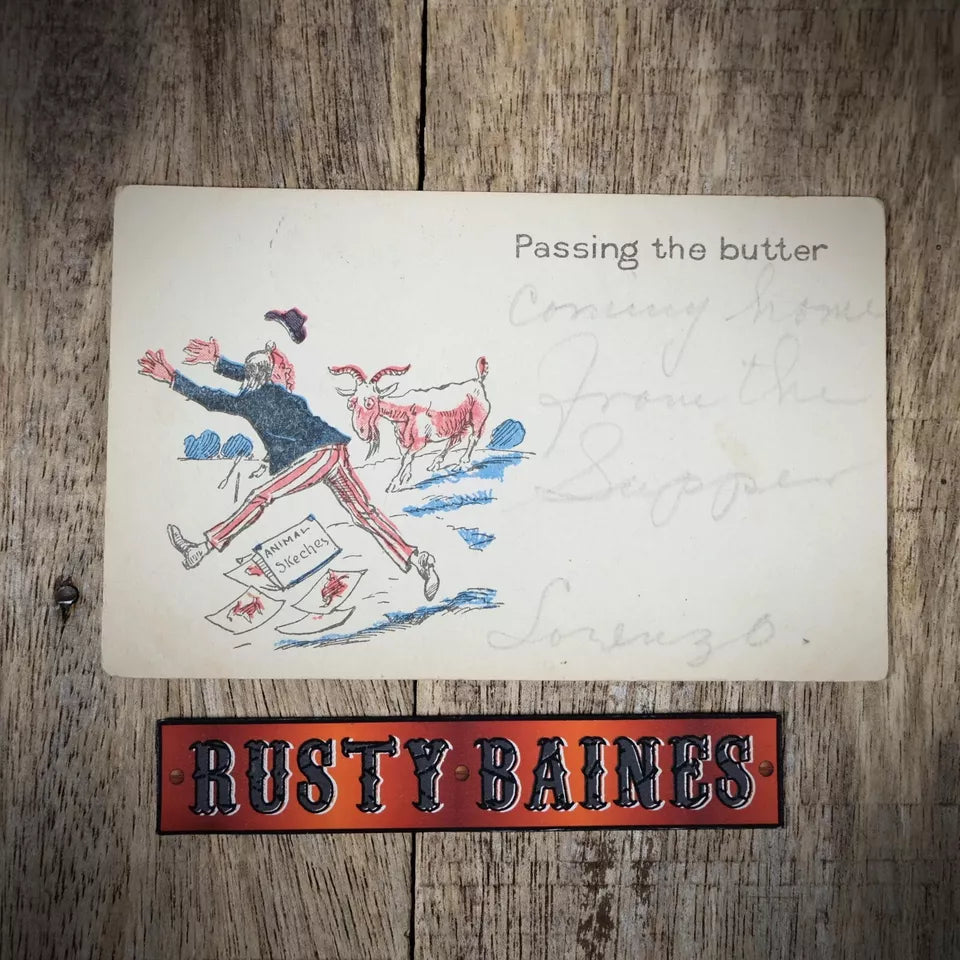 Passing the butter
coming home
From the
Supper
Lorenzo.
ANIMAL
Skeches
RUSTY BAINES